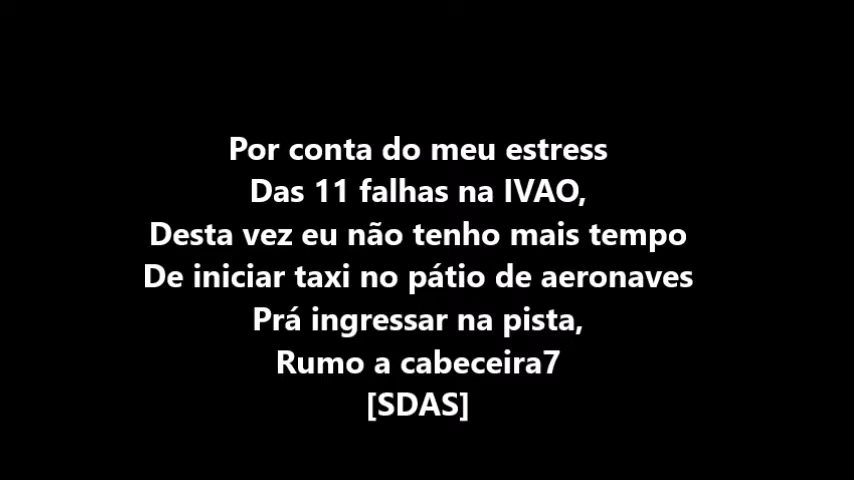 Por conta do meu estress
Das 11 falhas na IVAO,
Desta vez eu não tenho mais tempo
De iniciar taxi no pátio de aeronaves
Prá ingressar na pista,
Rumo a cabeceira7
[SDAS]